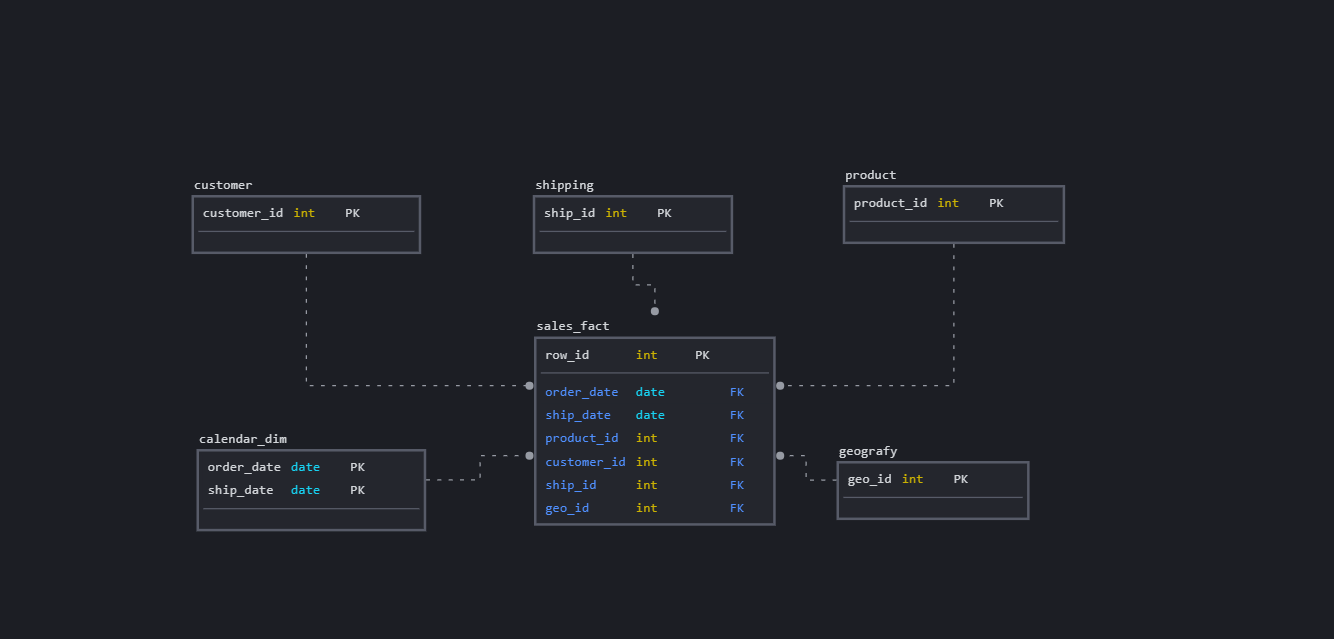 customer
customer_id int PK
shipping
ship_id int PK
product
product_id int PK
sales_fact
row_id int PK
order_date date FK
ship_date date FK
product_id int FK
customer_id int FK
ship_id int FK
geo_id int FK
calendar_dim
order_date date PK
ship_date date PK
geografy
geo_id int PK